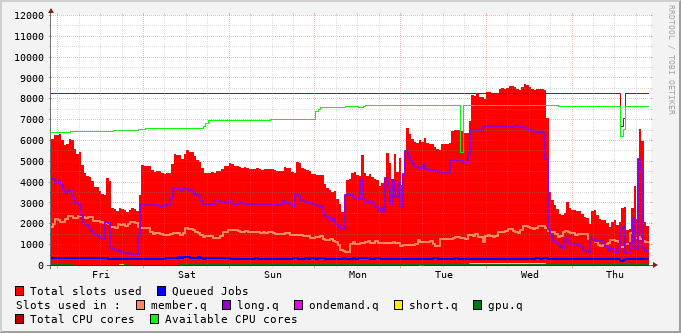 12000
11000
10000
9000
8000
7000
6000
5000
4000
3000
2000
1000
0
Fri Sat Sun Mon Tue Wed Thu
Total slots used Queued Jobs
Slots used in : member.q long.q ondemand.q short.q gpu.q
Total CPU cores Available CPU cores
RRDTOOL / TOBI OETIKER